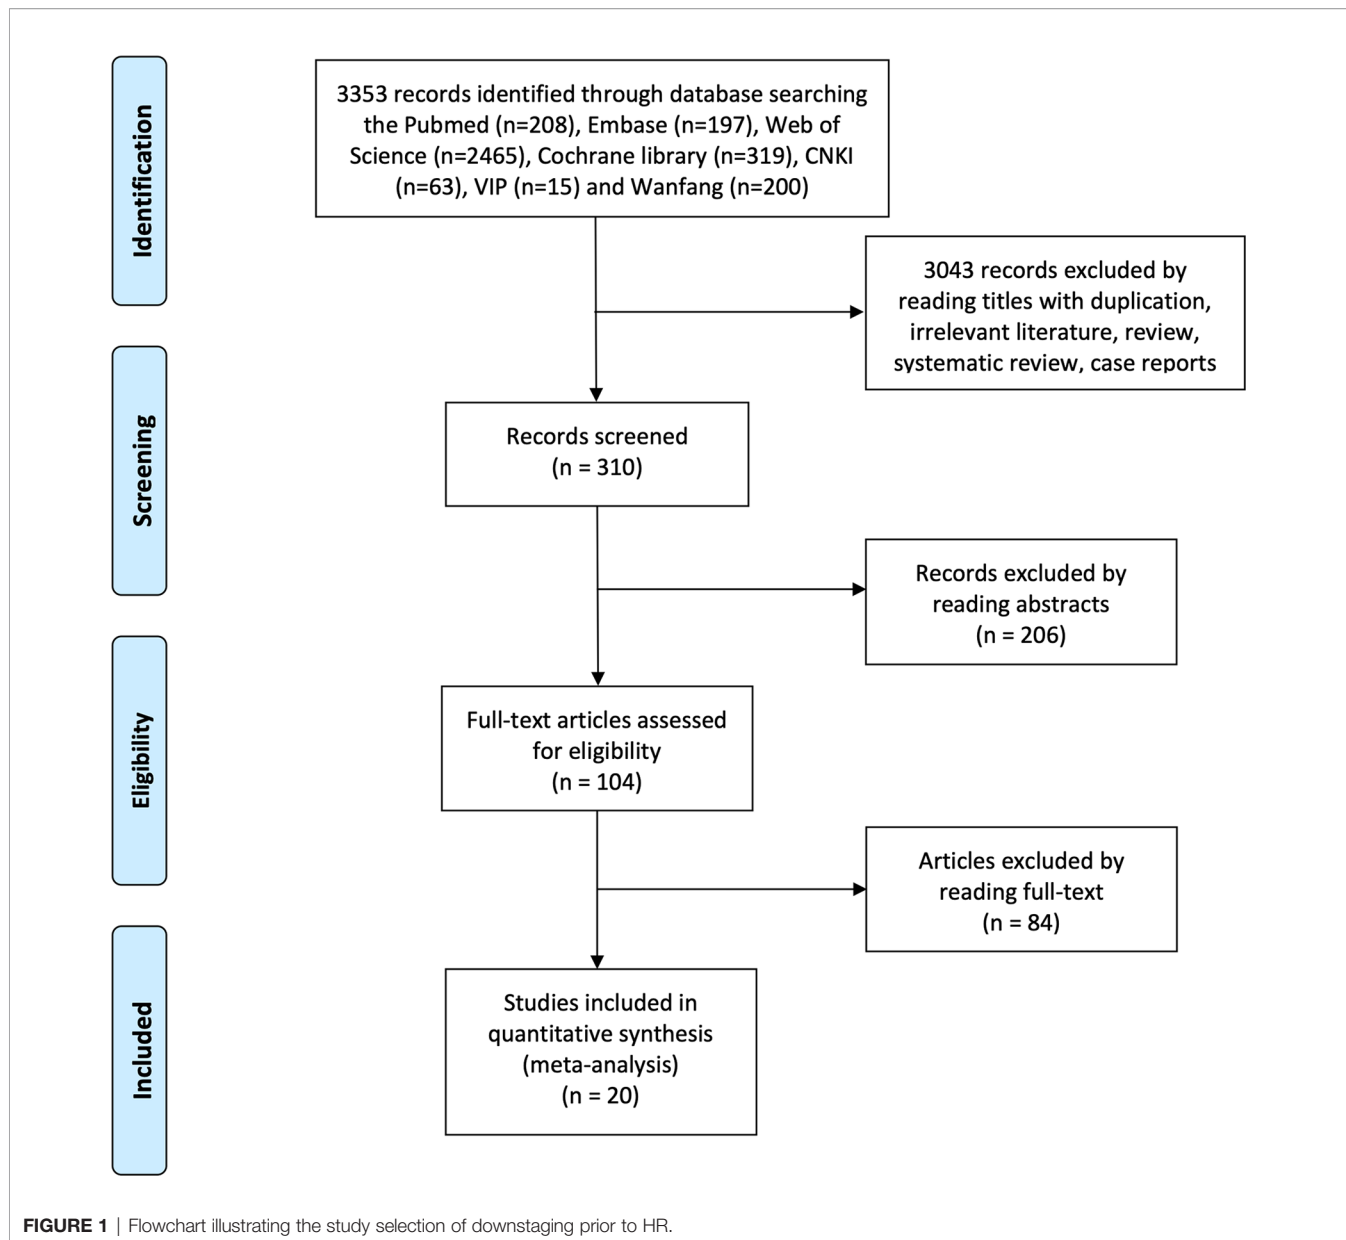 Identification
3353 records identified through database searching
the Pubmed (n=208), Embase (n=197), Web of
Science (n=2465), Cochrane library (n=319), CNKI
(n=63), VIP (n=15) and Wanfang (n=200)
3043 records excluded by
reading titles with duplication,
irrelevant literature, review,
systematic review, case reports
Screening
Records screened
(n = 310)
Records excluded by
reading abstracts
(n = 206)
Eligibility
Full-text articles assessed
for eligibility
(n = 104)
Articles excluded by
reading full-text
(n = 84)
Included
Studies included in
quantitative synthesis
(meta-analysis)
(n = 20)
FIGURE 1 | Flowchart illustrating the study selection of downstaging prior to HR.